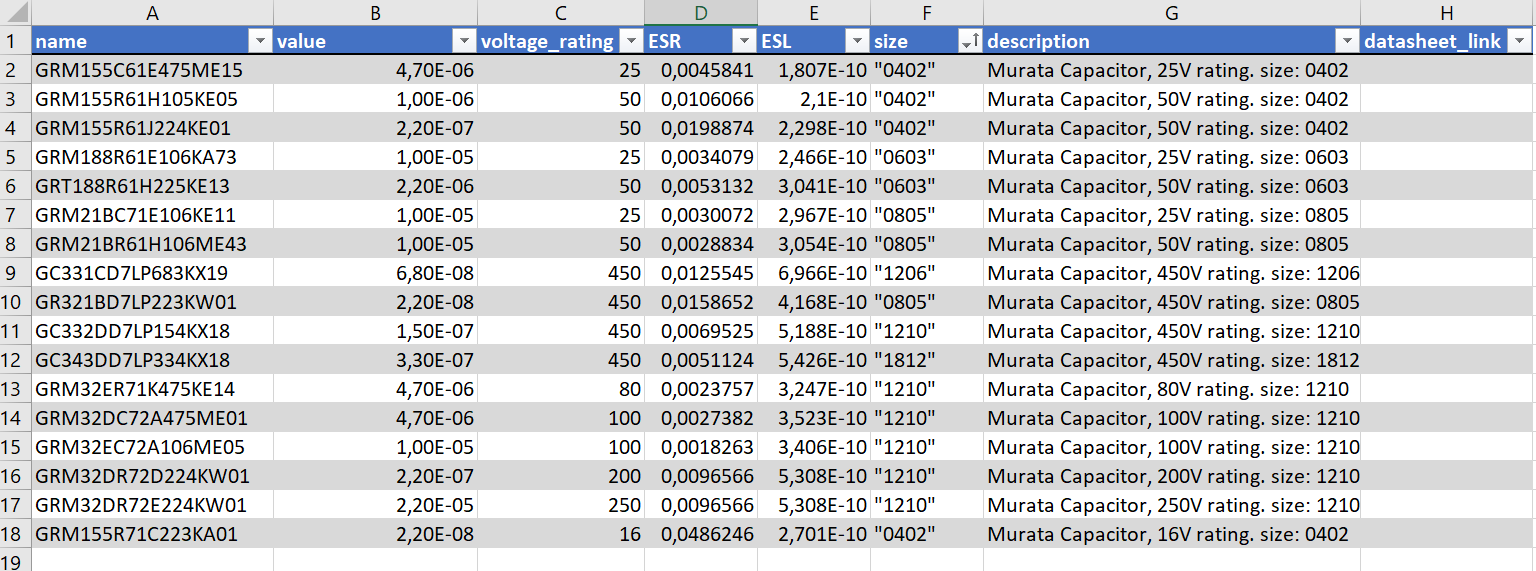 A B C D E F G H
1 name value voltage_rating ESR ESL size description datasheet_link
2 GRM155C61E475ME15 4,70E-06 25 0,0045841 1,807E-10 "0402" Murata Capacitor, 25V rating. size: 0402
3 GRM155R61H105KE05 1,00E-06 50 0,0106066 2,1E-10 "0402" Murata Capacitor, 50V rating. size: 0402
4 GRM155R61J224KE01 2,20E-07 50 0,0198874 2,298E-10 "0402" Murata Capacitor, 50V rating. size: 0402
5 GRM188R61E106KA73 1,00E-05 25 0,0034079 2,466E-10 "0603" Murata Capacitor, 25V rating. size: 0603
6 GRT188R61H225KE13 2,20E-06 50 0,0053132 3,041E-10 "0603" Murata Capacitor, 50V rating. size: 0603
7 GRM21BC71E106KE11 1,00E-05 25 0,0030072 2,967E-10 "0805" Murata Capacitor, 25V rating. size: 0805
8 GRM21BR61H106ME43 1,00E-05 50 0,0028834 3,054E-10 "0805" Murata Capacitor, 50V rating. size: 0805
9 GC331CD7LP683KX19 6,80E-08 450 0,0125545 6,966E-10 "1206" Murata Capacitor, 450V rating. size: 1206
10 GR321BD7LP223KW01 2,20E-08 450 0,0158652 4,168E-10 "0805" Murata Capacitor, 450V rating. size: 0805
11 GC332DD7LP154KX18 1,50E-07 450 0,0069525 5,188E-10 "1210" Murata Capacitor, 450V rating. size: 1210
12 GC343DD7LP334KX18 3,30E-07 450 0,0051124 5,426E-10 "1812" Murata Capacitor, 450V rating. size: 1812
13 GRM32ER71K475KE14 4,70E-06 80 0,0023757 3,247E-10 "1210" Murata Capacitor, 80V rating. size: 1210
14 GRM32DC72A475ME01 4,70E-06 100 0,0027382 3,523E-10 "1210" Murata Capacitor, 100V rating. size: 1210
15 GRM32EC72A106ME05 1,00E-05 100 0,0018263 3,406E-10 "1210" Murata Capacitor, 100V rating. size: 1210
16 GRM32DR72D224KW01 2,20E-07 200 0,0096566 5,308E-10 "1210" Murata Capacitor, 200V rating. size: 1210
17 GRM32DR72E224KW01 2,20E-05 250 0,0096566 5,308E-10 "1210" Murata Capacitor, 250V rating. size: 1210
18 GRM155R71C223KA01 2,20E-08 16 0,0486246 2,701E-10 "0402" Murata Capacitor, 16V rating. size: 0402
19